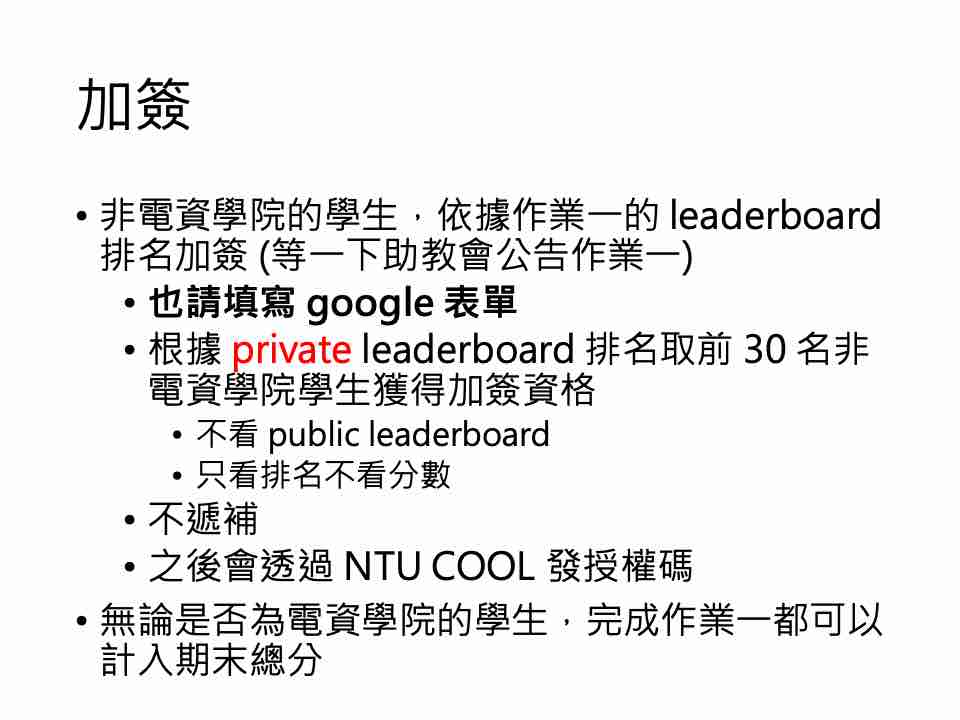 加簽
• 非電資學院的學生，依據作業一的 leaderboard
排名加簽 (等一下助教會公告作業一)
• 也請填寫 google 表單
• 根據 private leaderboard 排名取前 30 名非
電資學院學生獲得加簽資格
• 不看 public leaderboard
• 只看排名不看分數
• 不遞補
• 之後會透過 NTU COOL 發授權碼
• 無論是否為電資學院的學生，完成作業一都可以
計入期末總分